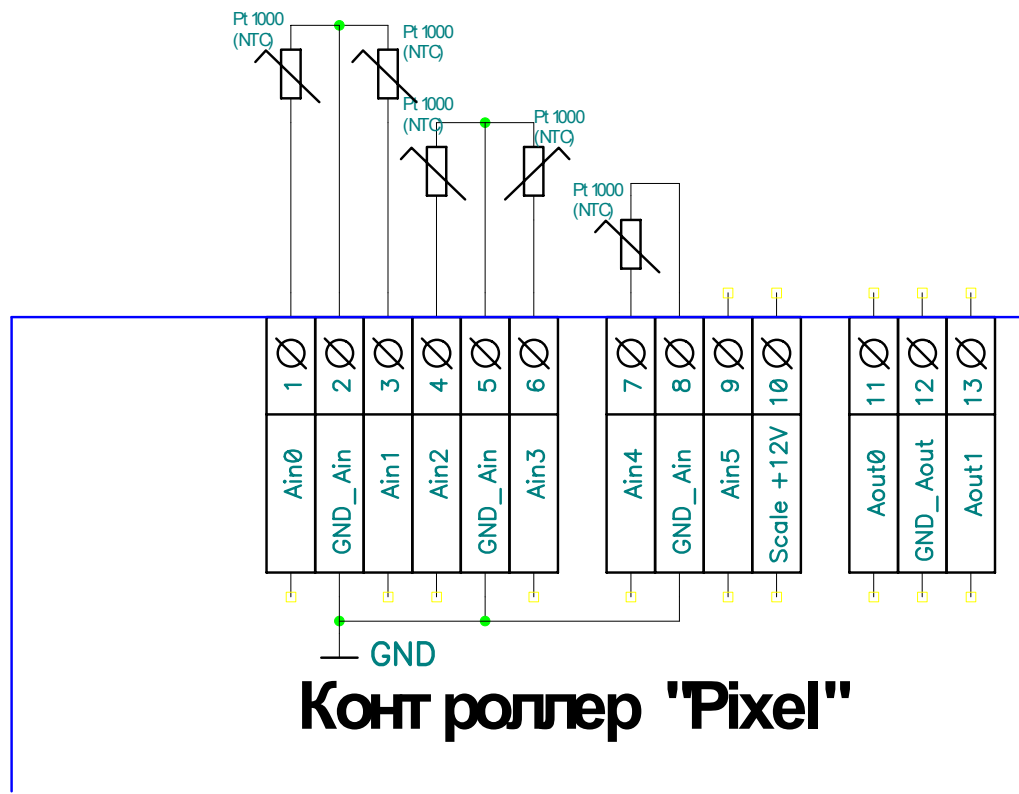 Pt 1000
(NTC)
Pt 1000
(NTC)
Pt 1000
(NTC)
Pt 1000
(NTC)
Pt 1000
(NTC)
1
2
3
4
5
6
7
8
9
10
11
12
13
Ain0
GND_Ain
Ain1
Ain2
GND_Ain
Ain3
Ain4
GND_Ain
Ain5
Scale +12V
Aout0
GND_Aout
Aout1
GND
Контроллер "Pixel"